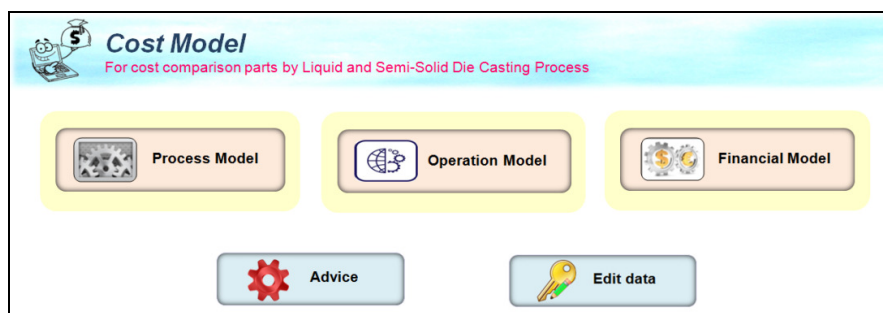 Cost Model
For cost comparison parts by Liquid and Semi-Solid Die Casting Process
Process Model
Operation Model
Financial Model
Advice
Edit data